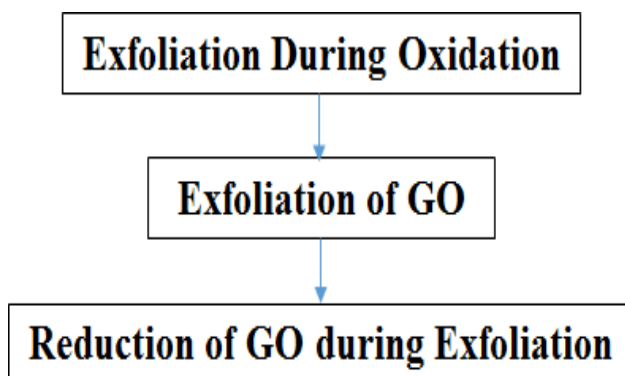 Exfoliation During Oxidation
Exfoliation of GO
Reduction of GO during Exfoliation